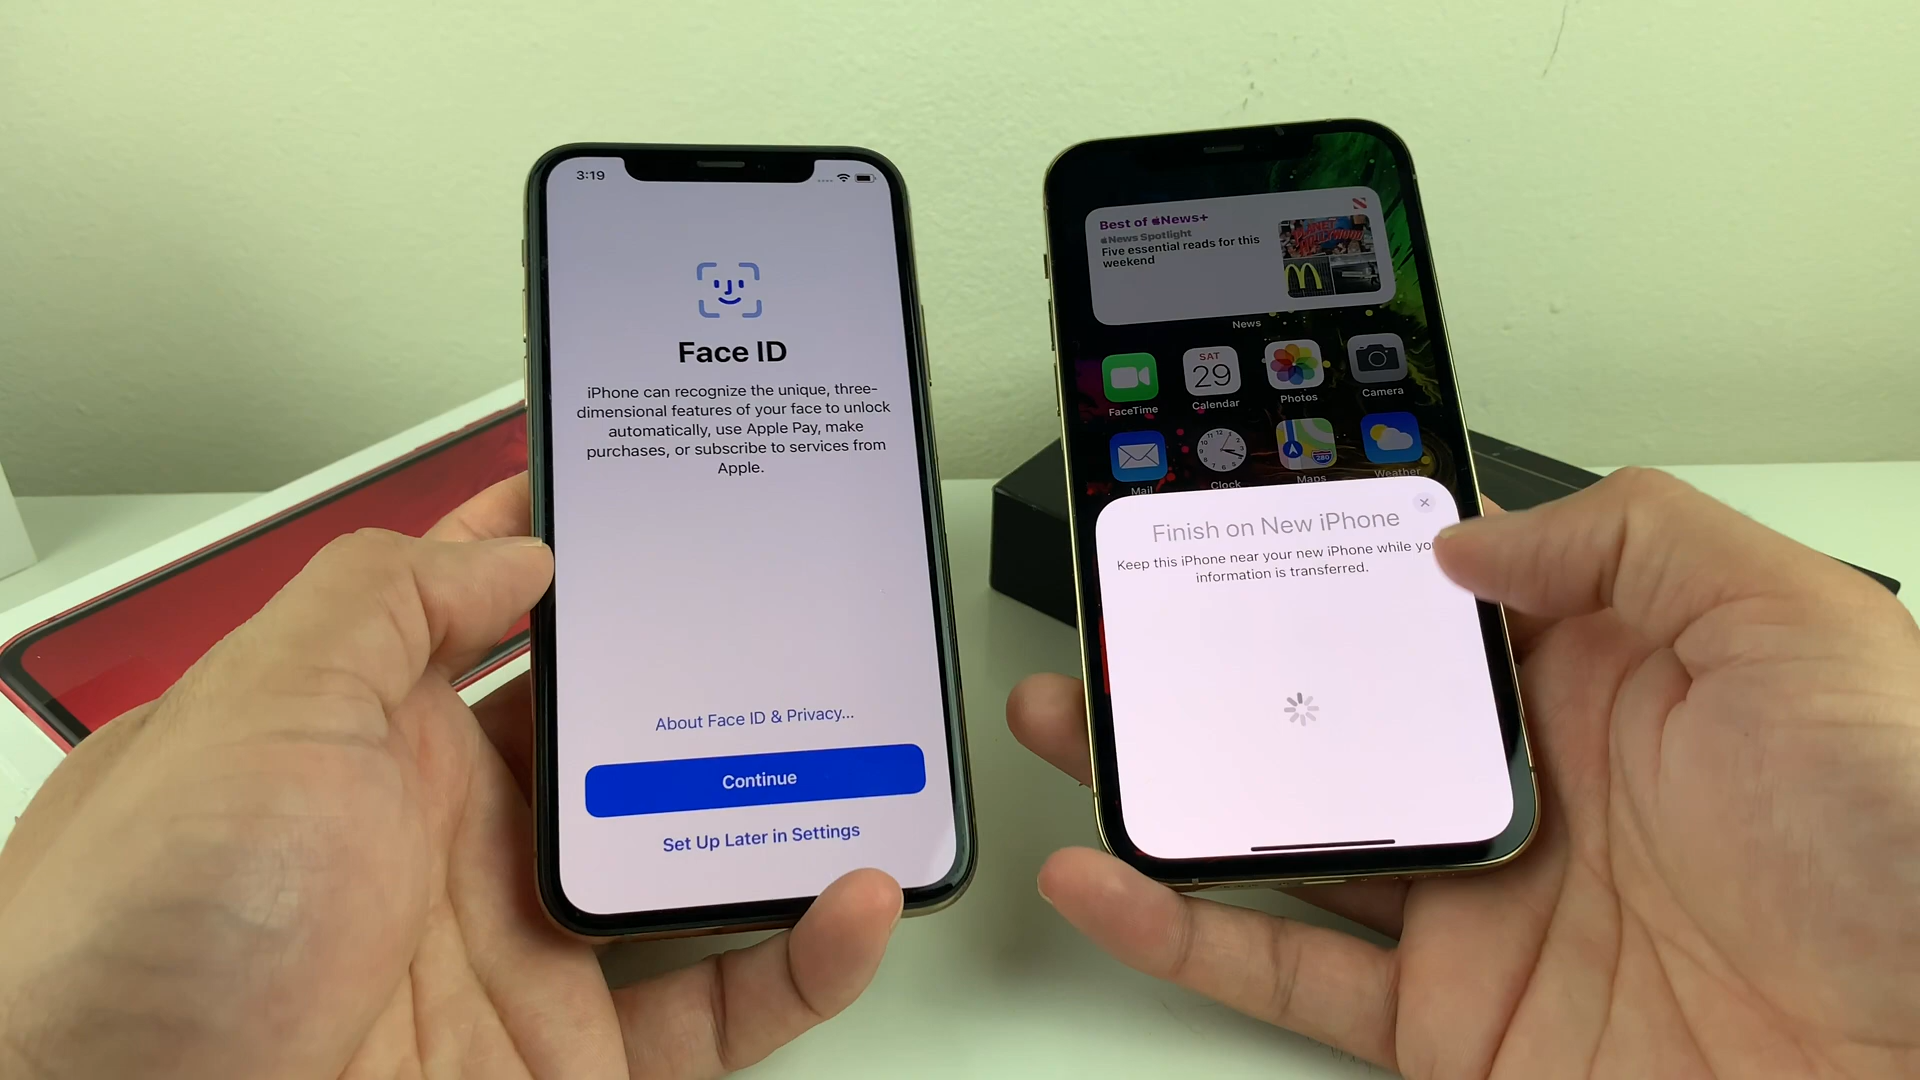 3:19
Face ID
iPhone can recognize the unique, three-
dimensional features of your face to unlock
automatically, use Apple Pay, make
purchases, or subscribe to services from
Apple.
About Face ID & Privacy...
Continue
Set Up Later in Settings
Best of News+
News Spotlight
Five essential reads for this
weekend
PLANET
HOLLYWOOD
News
SAT
29
FaceTime
Calendar
Photos
Camera
280
Mail
Clock
Maps
Weather
Finish on New iPhone
Keep this iPhone near your new iPhone while
information is transferred.